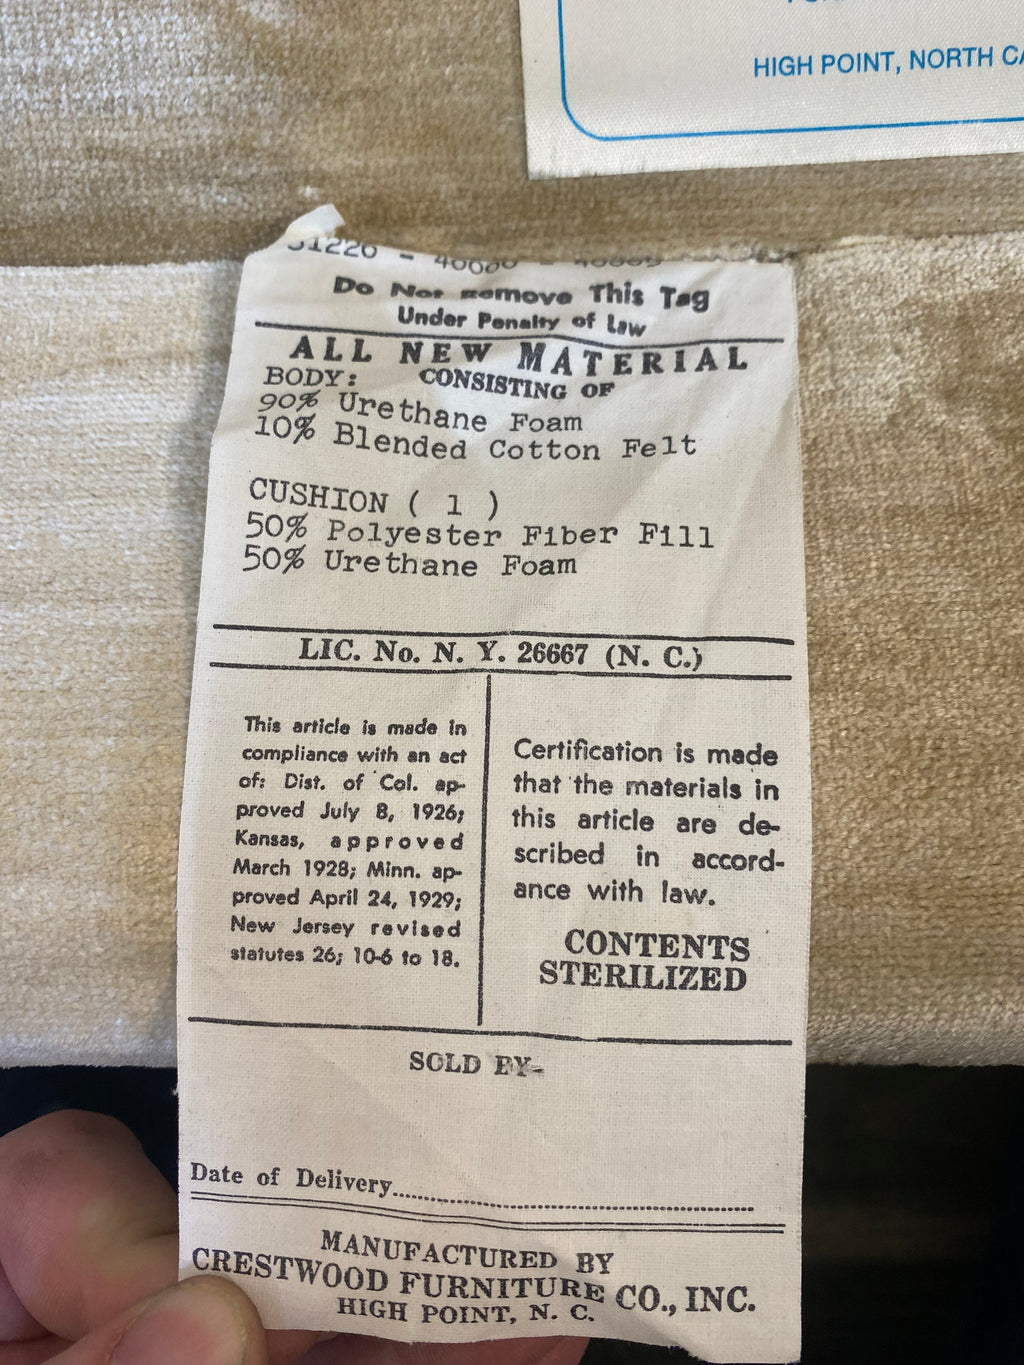 HIGH POINT, NORTH
Do Not Remove This Tag
Under Penalty of Law
ALL NEW MATERIAL
CONSISTING OF
BODY:
90% Urethane Foam
10% Blended Cotton Felt
CUSHION ( 1 )
50% Polyester Fiber Fill
50% Urethane Foam
LIC. No. N. Y. 26667 (N. C.)
This article is made in
compliance with an act
of: Dist. of Col. ap-
proved July 8, 1926;
Kansas, approved
March 1928; Minn. ap-
proved April 24, 1929;
New Jersey revised
statutes 26; 10-6 to 18.
Certification is made
that the materials in
this article are de-
scribed in accord-
ance with law.
CONTENTS
STERILIZED
SOLD BY-
Date of Delivery
MANUFACTURED BY
CRESTWOOD FURNITURE CO., INC.
HIGH POINT, N. C.